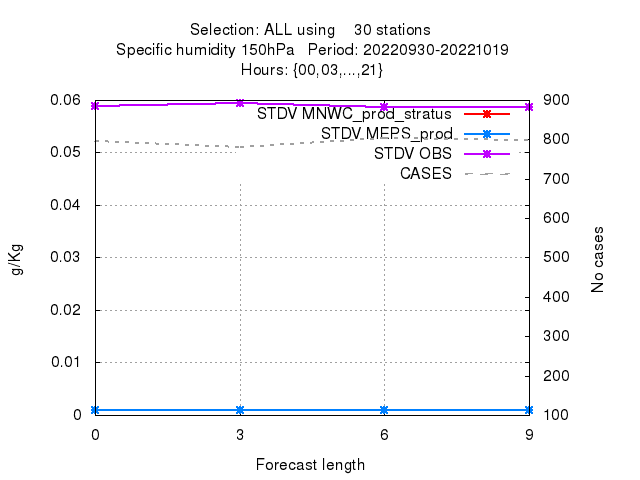 Selection: ALL using    30 stations
Specific humidity 150hPa   Period: 20220930-20221019
Hours: {00,03,...,21}
STDV MNWC_prod_stratus
STDV MEPS_prod
STDV OBS
CASES
0.06
0.05
0.04
0.03
0.02
0.01
0
900
800
700
600
500
400
300
200
100
g/Kg
No cases
0 3 6 9
Forecast length